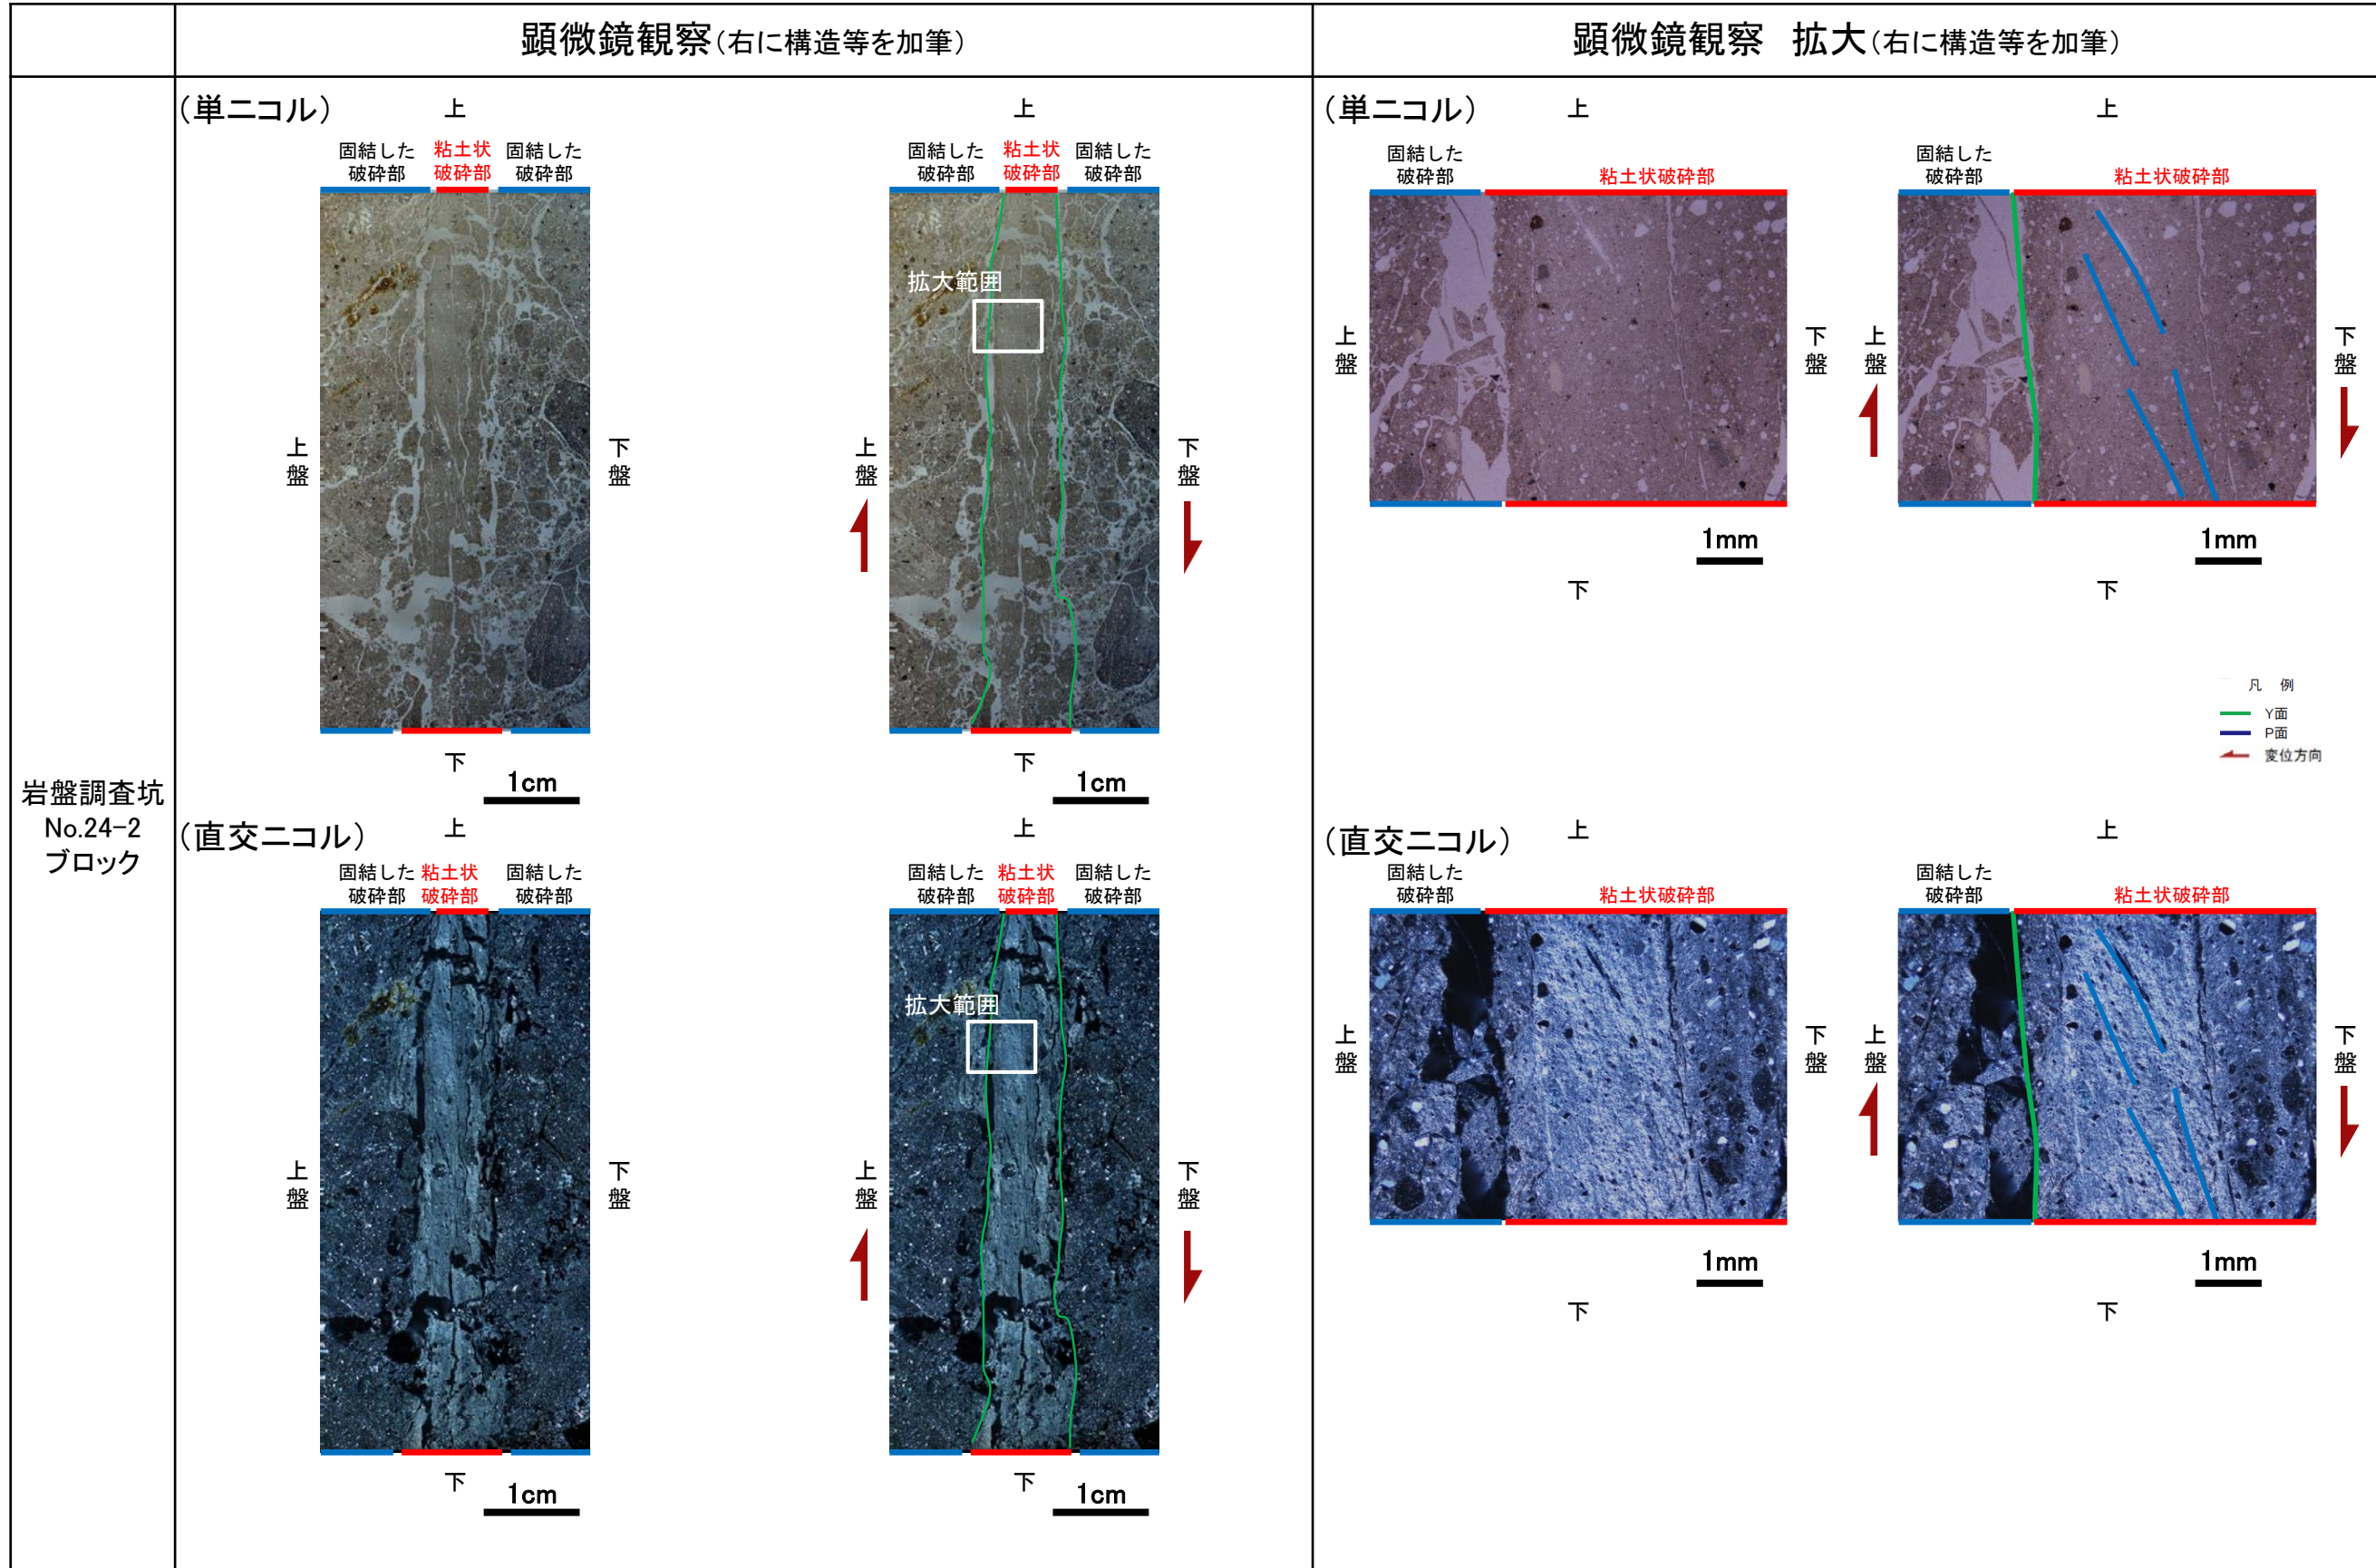 顕微鏡観察(右に構造等を加筆)
顕微鏡観察　拡大(右に構造等を加筆)
岩盤調査坑
No.24-2
ブロック
(単ニコル)
上
固結した
破砕部
粘土状
破砕部
固結した
破砕部
上
盤
下
盤
下
1cm
上
固結した
破砕部
粘土状
破砕部
固結した
破砕部
拡大範囲
上
盤
下
盤
下
1cm
(直交ニコル)
上
固結した
破砕部
粘土状
破砕部
固結した
破砕部
上
盤
下
盤
下
1cm
上
固結した
破砕部
粘土状
破砕部
固結した
破砕部
拡大範囲
上
盤
下
盤
下
1cm
(単ニコル)
上
固結した
破砕部
粘土状破砕部
上
盤
下
盤
1mm
下
上
固結した
破砕部
粘土状破砕部
上
盤
下
盤
1mm
下
凡　例
Y面
P面
変位方向
(直交ニコル)
上
固結した
破砕部
粘土状破砕部
上
盤
下
盤
1mm
下
上
固結した
破砕部
粘土状破砕部
上
盤
下
盤
1mm
下